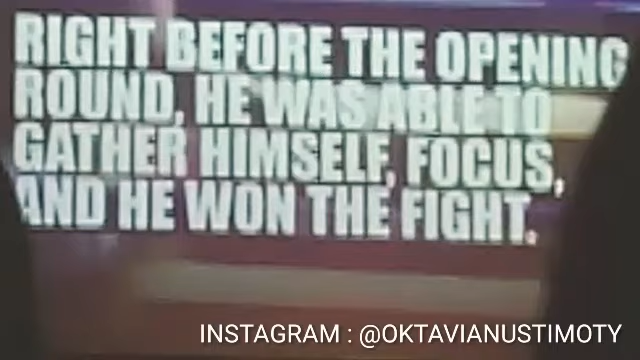 RIGHT BEFORE THE OPENING
ROUND, HE WAS ABLE TO
GATHER HIMSELF, FOCUS,
AND HE WON THE FIGHT.
INSTAGRAM : @OKTAVIANUSTIMOTY